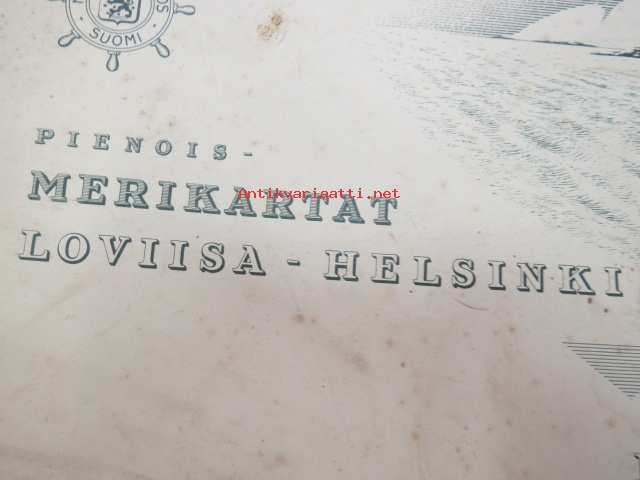 SUOMI
PIENOIS-
MERIKARTAT
Antikvariaatti.net
LOVIISA - HELSINKI